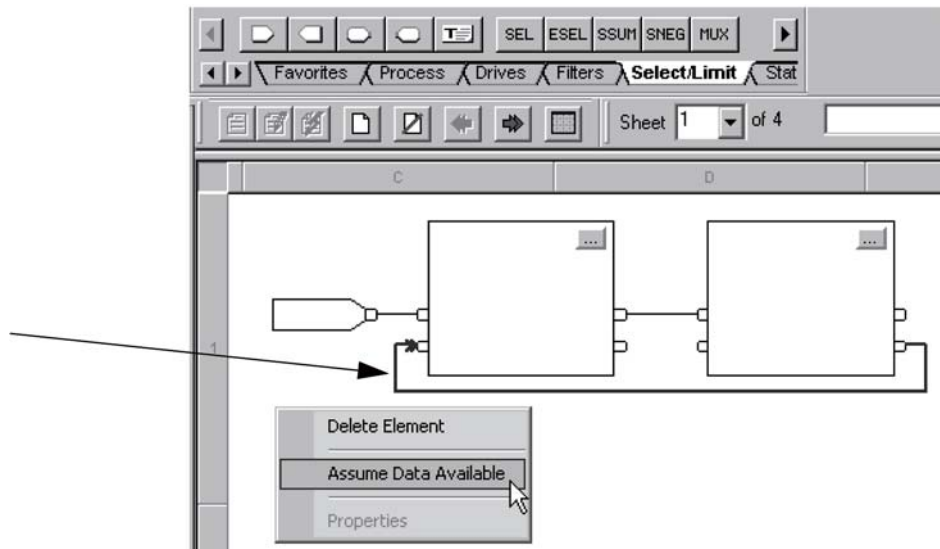 T SEL ESEL SSUM SNEG MUX
Favorites Process Drives Filters Select/Limit Stat
Sheet 1 of 4
C D
...
...
1
Delete Element
Assume Data Available
Properties